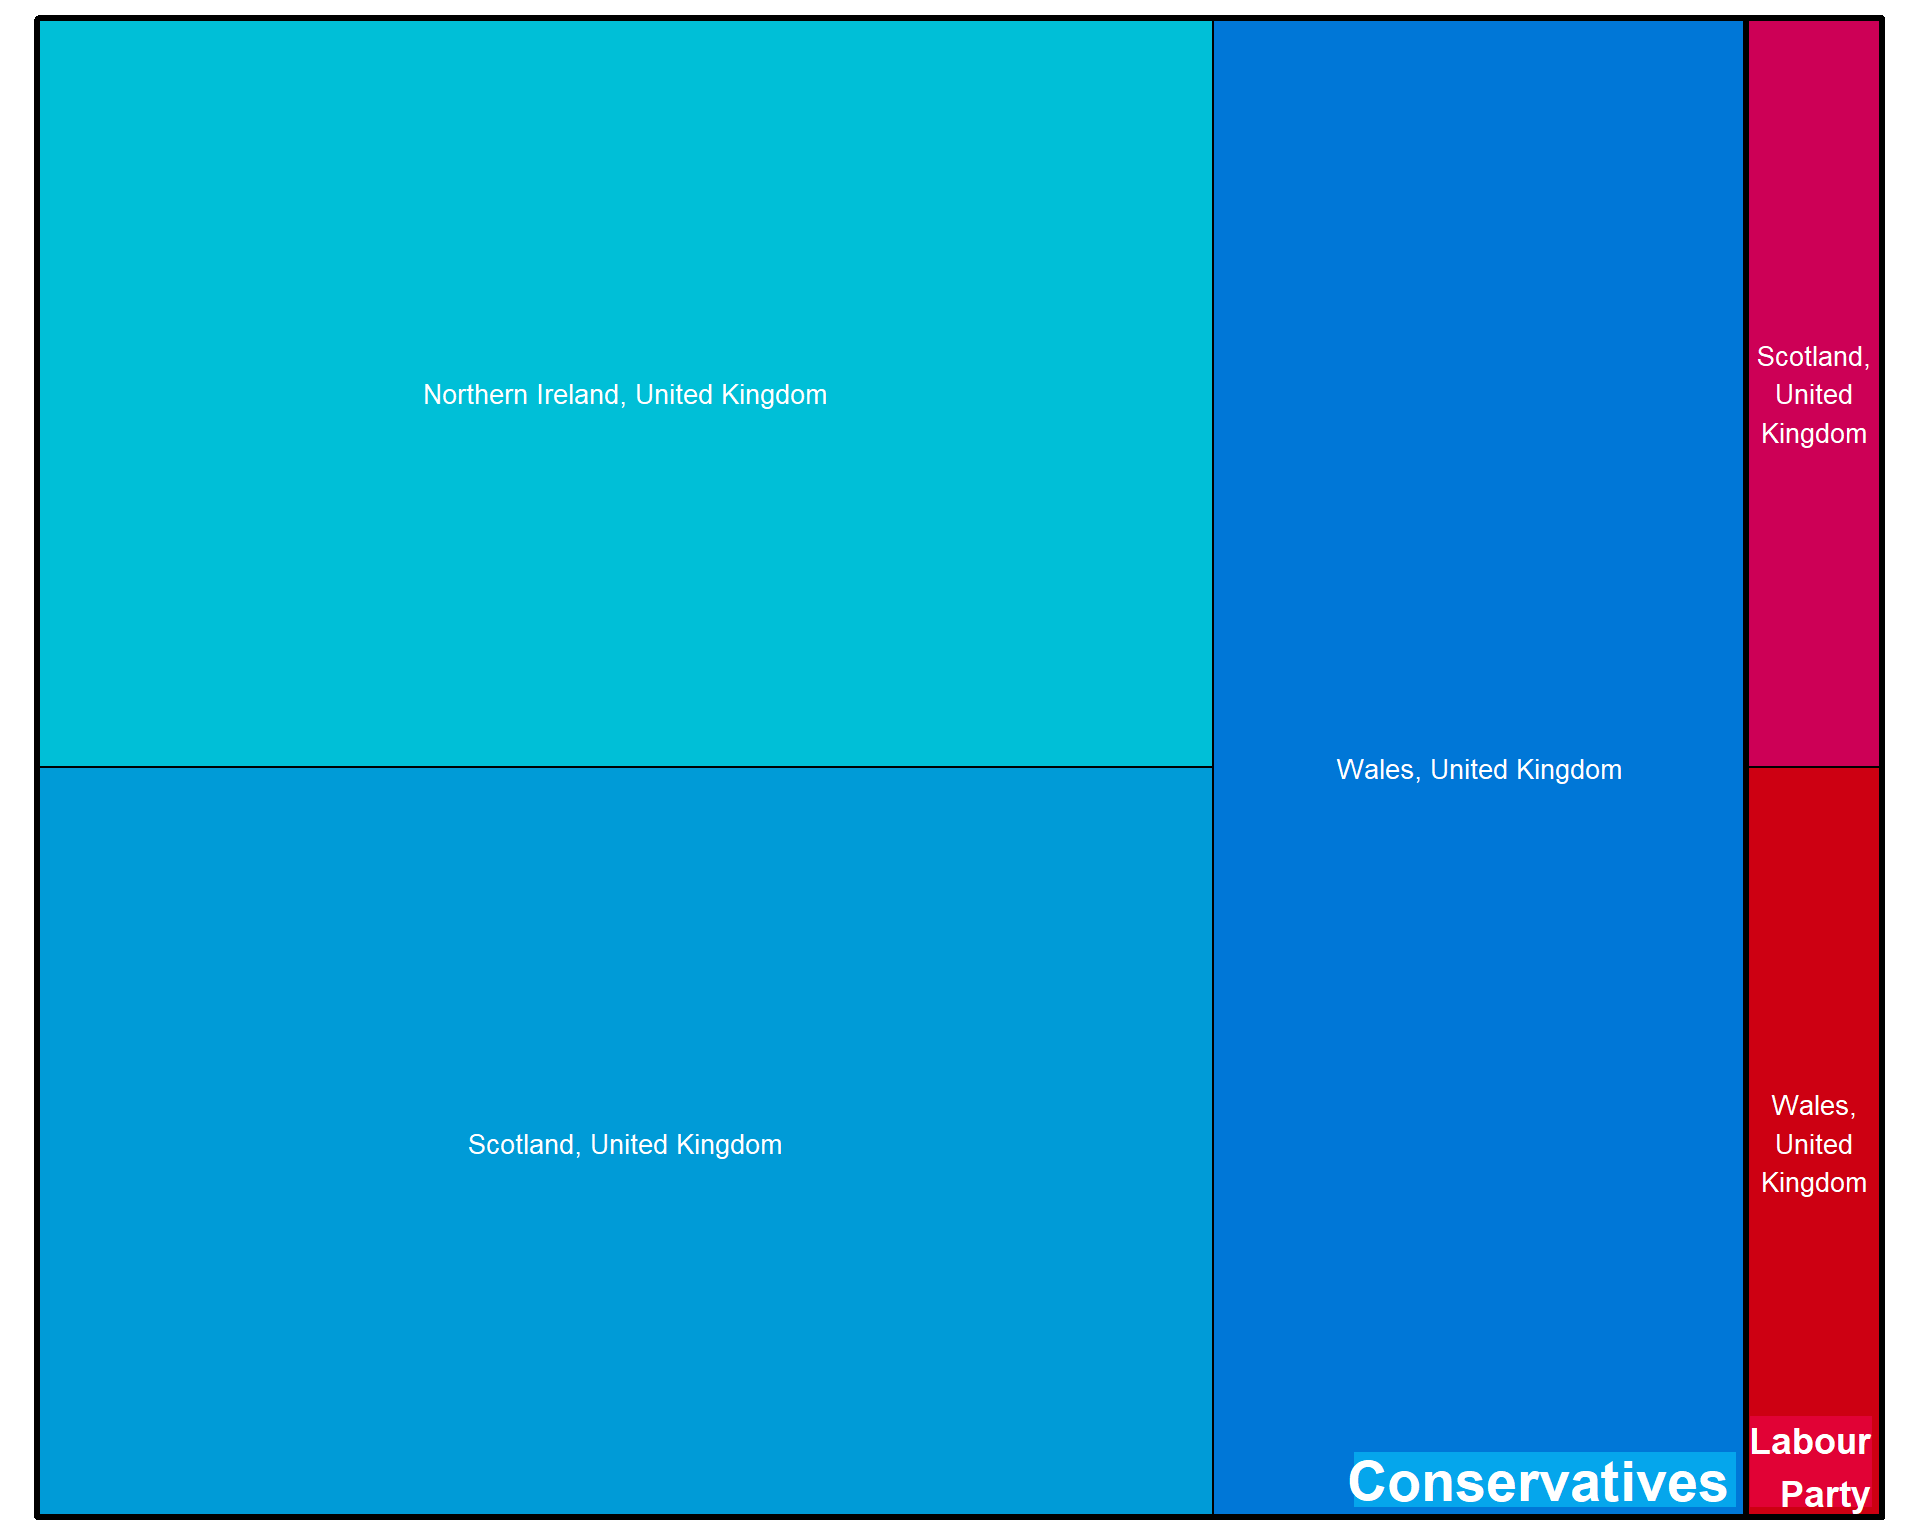 Northern Ireland, United Kingdom
Scotland, United Kingdom
Wales, United Kingdom
Conservatives
Scotland,
United
Kingdom
Wales,
United
Kingdom
Labour
Party